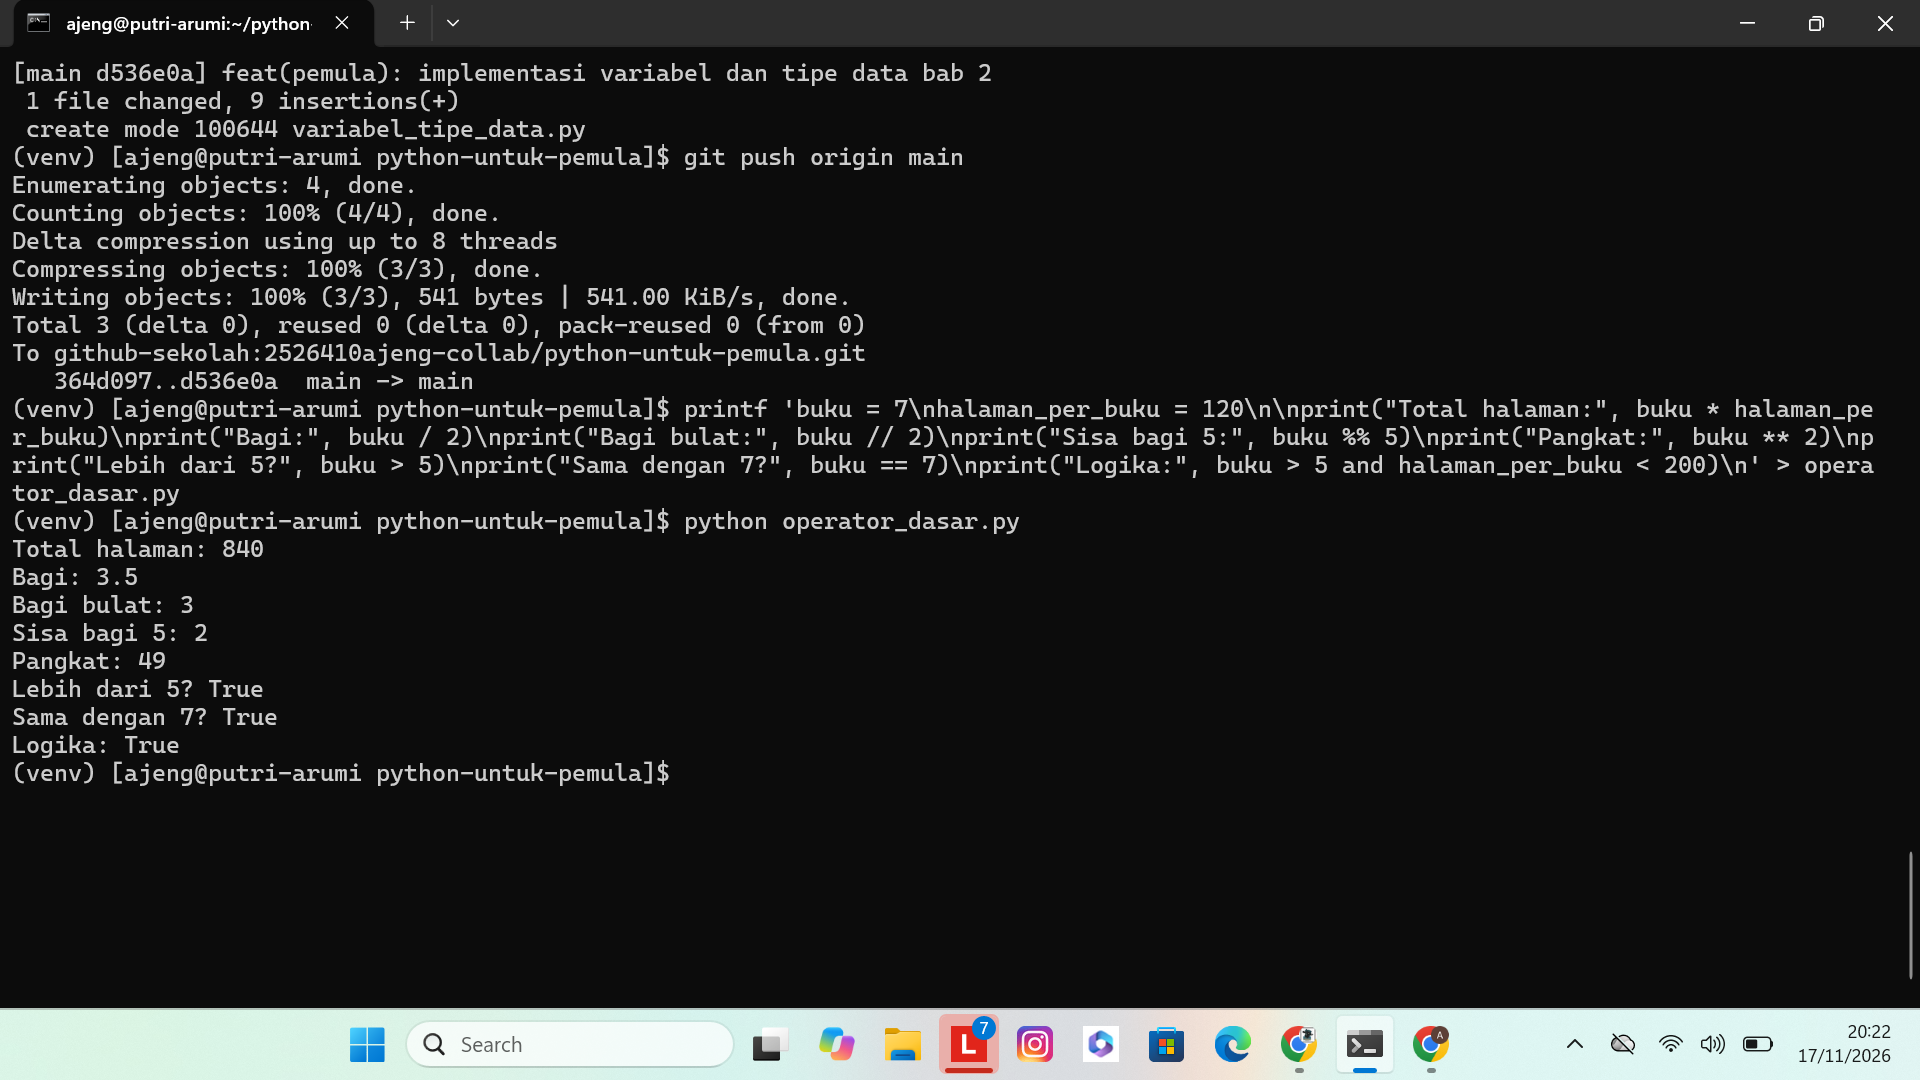 ajeng@putri-arumi:~/python-
[main d536e0a] feat(pemula): implementasi variabel dan tipe data bab 2
 1 file changed, 9 insertions(+)
 create mode 100644 variabel_tipe_data.py
(venv) [ajeng@putri-arumi python-untuk-pemula]$ git push origin main
Enumerating objects: 4, done.
Counting objects: 100% (4/4), done.
Delta compression using up to 8 threads
Compressing objects: 100% (3/3), done.
Writing objects: 100% (3/3), 541 bytes | 541.00 KiB/s, done.
Total 3 (delta 0), reused 0 (delta 0), pack-reused 0 (from 0)
To github-sekolah:2526410ajeng-collab/python-untuk-pemula.git
   364d097..d536e0a  main -> main
(venv) [ajeng@putri-arumi python-untuk-pemula]$ printf 'buku = 7\nhalaman_per_buku = 120\n\nprint("Total halaman:", buku * halaman_pe
r_buku)\nprint("Bagi:", buku / 2)\nprint("Bagi bulat:", buku // 2)\nprint("Sisa bagi 5:", buku %% 5)\nprint("Pangkat:", buku ** 2)\np
rint("Lebih dari 5?", buku > 5)\nprint("Sama dengan 7?", buku == 7)\nprint("Logika:", buku > 5 and halaman_per_buku < 200)\n' > opera
tor_dasar.py
(venv) [ajeng@putri-arumi python-untuk-pemula]$ python operator_dasar.py
Total halaman: 840
Bagi: 3.5
Bagi bulat: 3
Sisa bagi 5: 2
Pangkat: 49
Lebih dari 5? True
Sama dengan 7? True
Logika: True
(venv) [ajeng@putri-arumi python-untuk-pemula]$
Search
L
7
A
20:22
17/11/2026